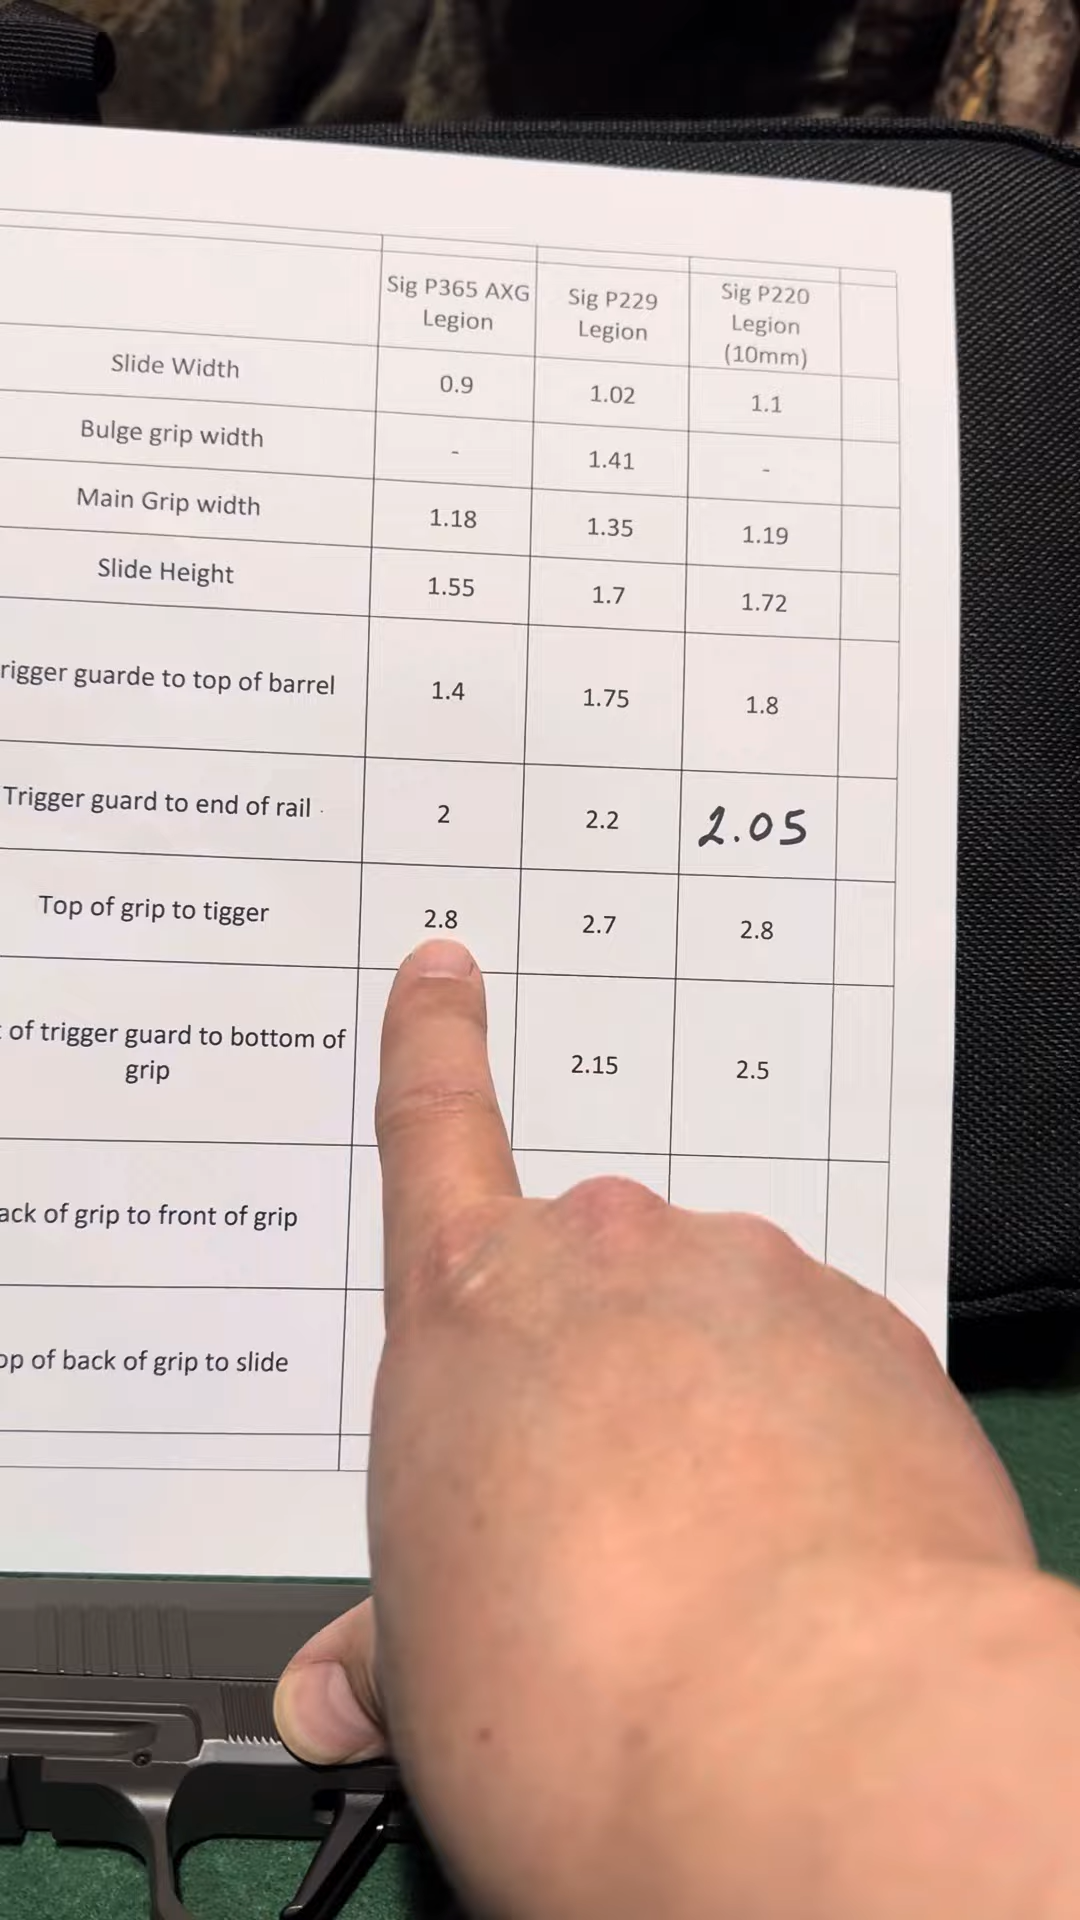 Sig P365 AXG Legion Sig P229 Legion Sig P220 Legion (10mm)
Slide Width 0.9 1.02 1.1
Bulge grip width - 1.41 -
Main Grip width 1.18 1.35 1.19
Slide Height 1.55 1.7 1.72
rigger guarde to top of barrel 1.4 1.75 1.8
Trigger guard to end of rail 2 2.2 2.05
Top of grip to tigger 2.8 2.7 2.8
of trigger guard to bottom of grip 2.15 2.5
ack of grip to front of grip
op of back of grip to slide